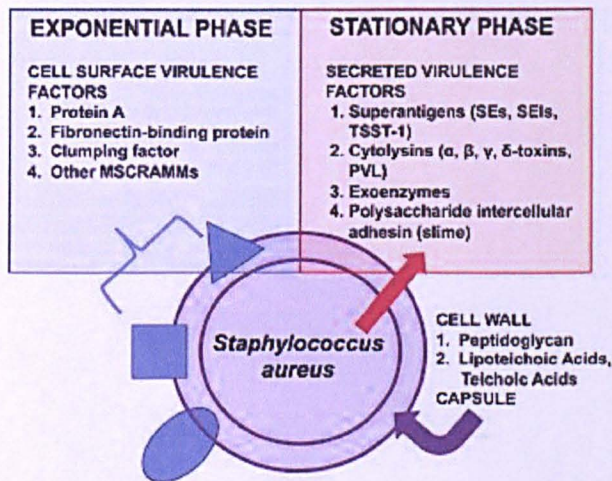 EXPONENTIAL PHASE
CELL SURFACE VIRULENCE
FACTORS
1. Protein A
2. Fibronectin-binding protein
3. Clumping factor
4. Other MSCRAMMs
STATIONARY PHASE
SECRETED VIRULENCE
FACTORS
1. Superantigens (SEs, SEls,
TSST-1)
2. Cytolysins (α, β, γ, δ-toxins,
PVL)
3. Exoenzymes
4. Polysaccharide intercellular
adhesin (slime)
Staphylococcus
aureus
CELL WALL
1. Peptidoglycan
2. Lipoteichoic Acids,
Teichoic Acids
CAPSULE